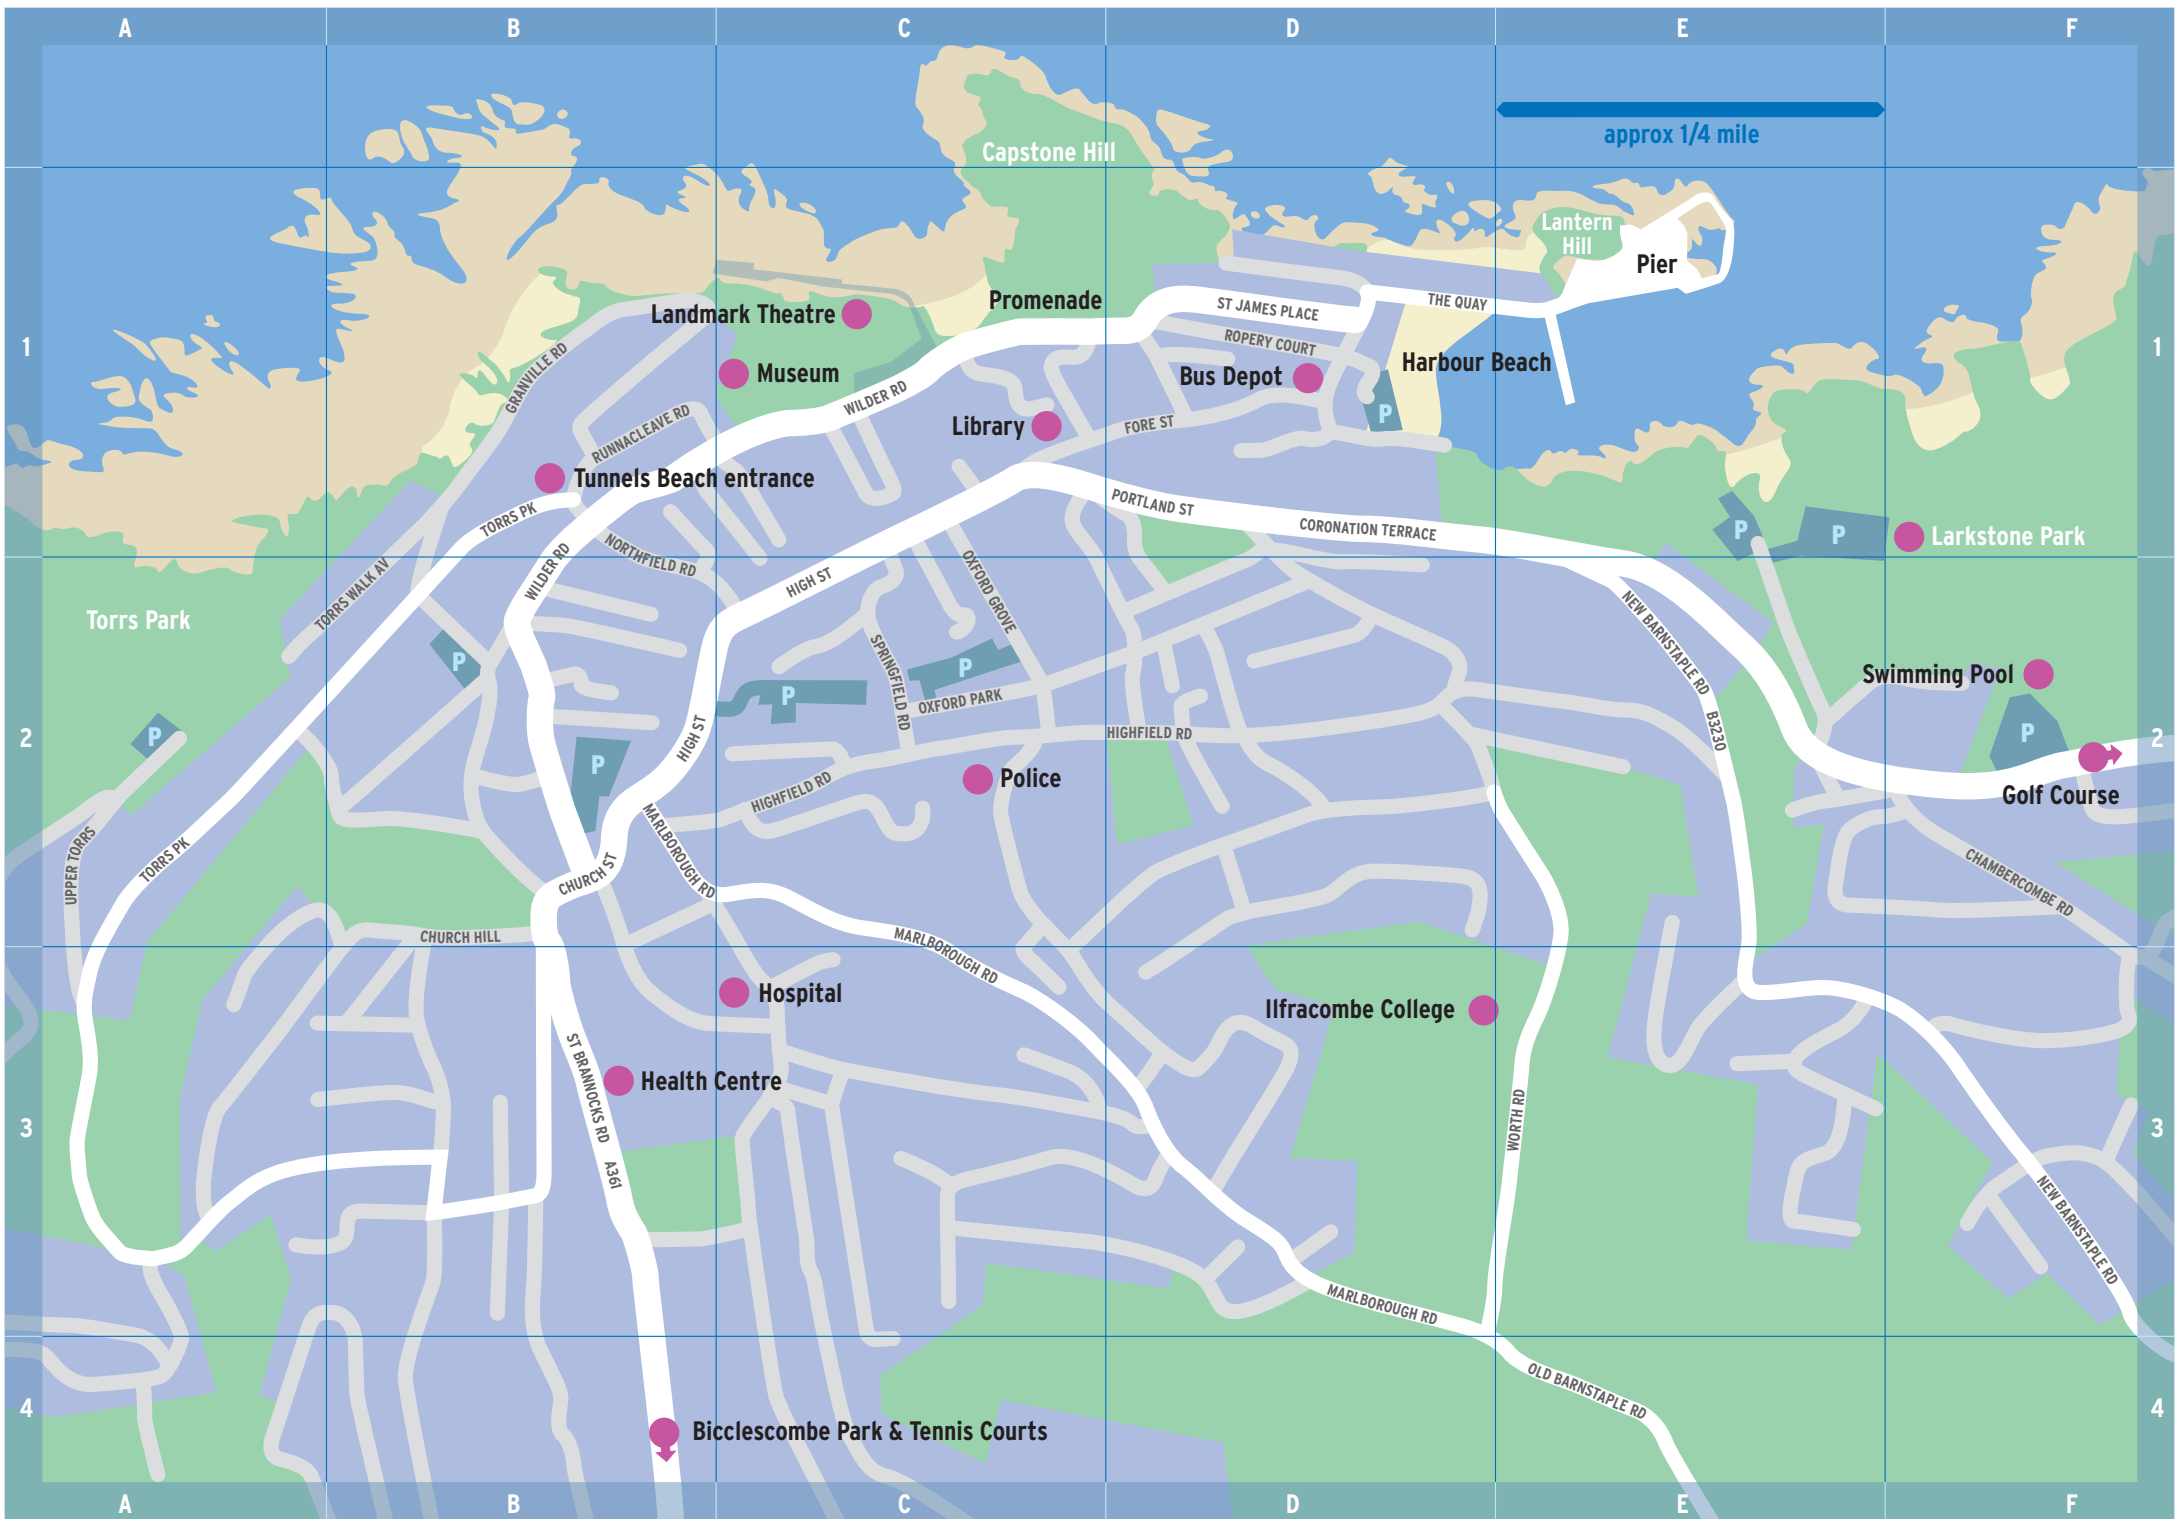 A
B
C
D
E
F
approx 1/4 mile
Capstone Hill
Lantern
Hill
Pier
Promenade
Landmark Theatre
ST JAMES PLACE
THE QUAY
ROPERY COURT
1
1
GRANVILLE RD
Museum
Bus Depot
Harbour Beach
WILDER RD
RUNNACLEAVE RD
Library
FORE ST
P
Tunnels Beach entrance
TORRS PK
PORTLAND ST
CORONATION TERRACE
P
P
Larkstone Park
WILDER RD
NORTHFIELD RD
TORRS WALK AV
HIGH ST
OXFORD GROVE
NEW BARNSTAPLE RD
Torrs Park
P
SPRINGFIELD RD
P
Swimming Pool
P
OXFORD PARK
2
P
HIGH ST
HIGHFIELD RD
B3230
P
2
P
Police
HIGHFIELD RD
Golf Course
MARLBOROUGH RD
UPPER TORRS
TORRS PK
CHURCH ST
CHAMBERCOMBE RD
CHURCH HILL
MARLBOROUGH RD
Hospital
Ilfracombe College
ST BRANNOCKS RD
Health Centre
3
WORTH RD
3
A361
NEW BARNSTAPLE RD
MARLBOROUGH RD
OLD BARNSTAPLE RD
4
4
Bicclescombe Park & Tennis Courts
A
B
C
D
E
F